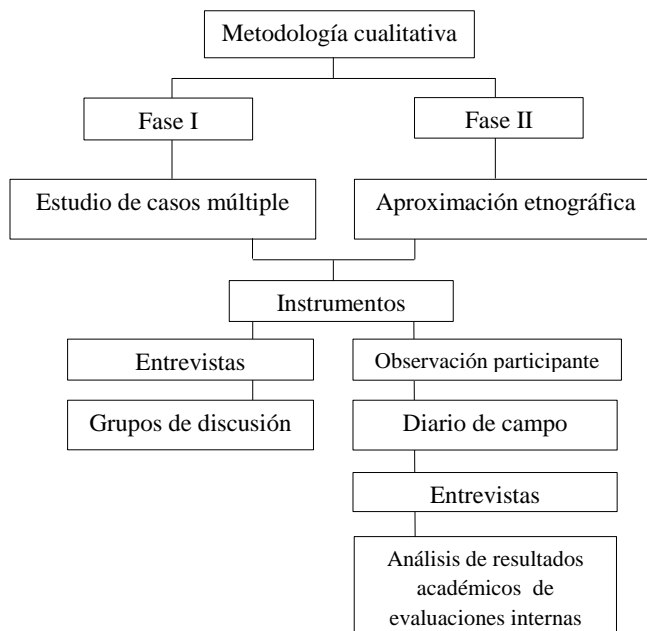 Metodología cualitativa
Fase I
Fase II
Estudio de casos múltiple
Aproximación etnográfica
Instrumentos
Entrevistas
Observación participante
Grupos de discusión
Diario de campo
Entrevistas
Análisis de resultados
académicos de
evaluaciones internas